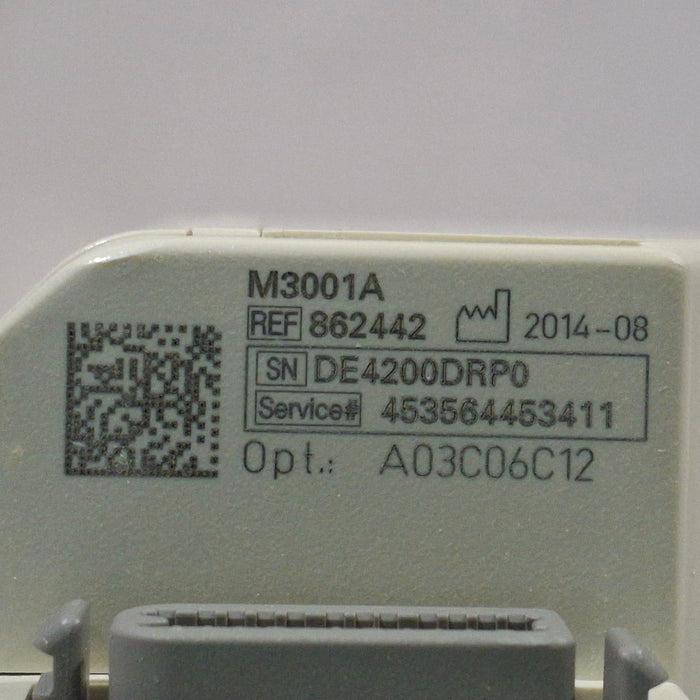 M3001A
REF 862442 2014-08
SN DE4200DRP0
Service# 453564453411
Opt.: A03C06C12